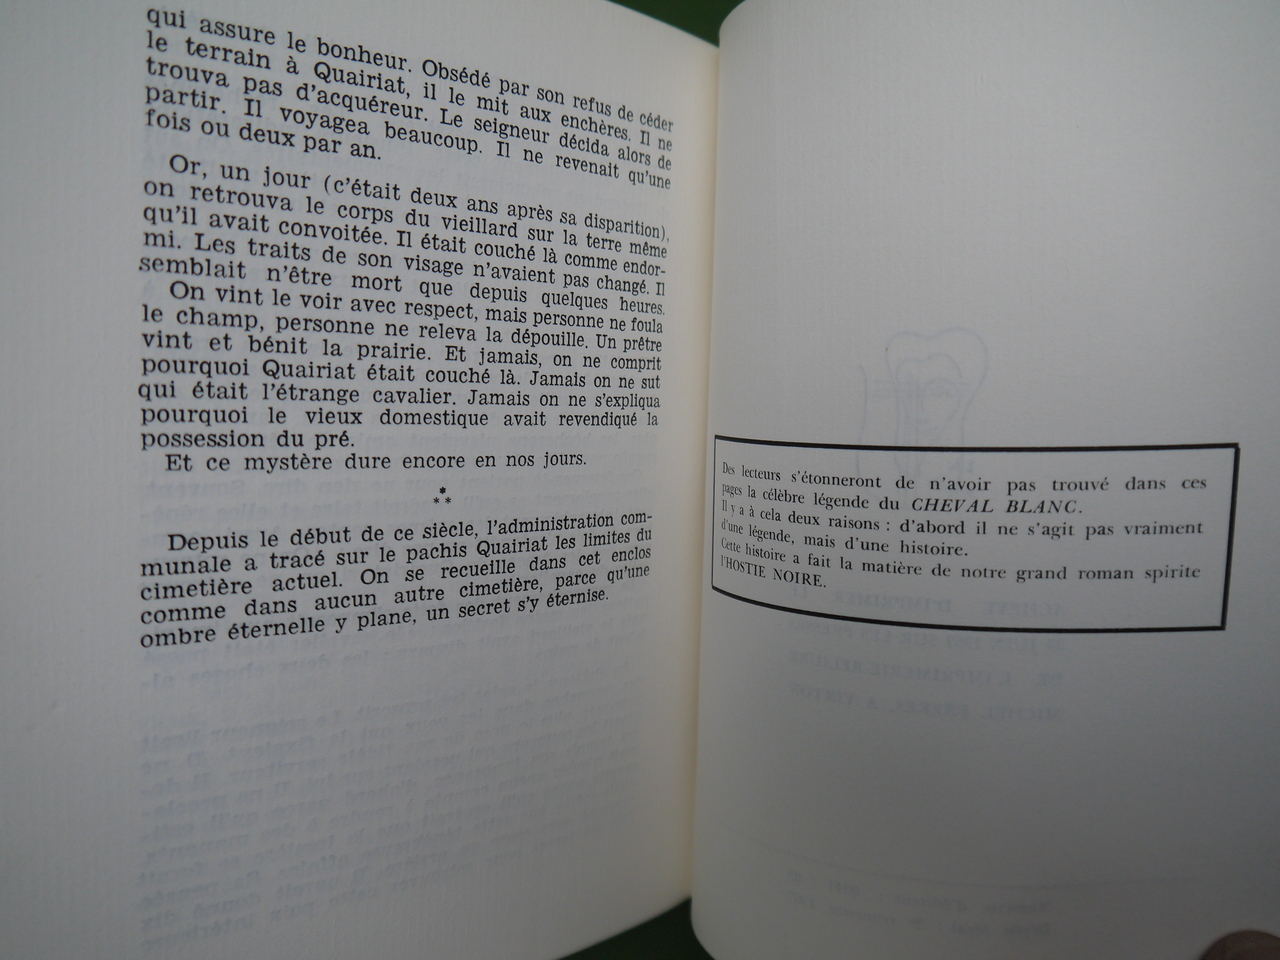 qui assure le bonheur. Obsédé par son refus de céder
le terrain à Quairiat, il le mit aux enchères. Il ne
trouva pas d'acquéreur. Le seigneur décida alors de
partir. Il voyagea beaucoup. Il ne revenait qu'une
fois ou deux par an.
Or, un jour (c'était deux ans après sa disparition),
on retrouva le corps du vieillard sur la terre même
qu'il avait convoitée. Il était couché là comme endor-
mi. Les traits de son visage n'avaient pas changé. Il
semblait n'être mort que depuis quelques heures.
On vint le voir avec respect, mais personne ne foula
le champ, personne ne releva la dépouille. Un prêtre
vint et bénit la prairie. Et jamais, on ne comprit
pourquoi Quairiat était couché là. Jamais on ne sut
qui était l'étrange cavalier. Jamais on ne s'expliqua
pourquoi le vieux domestique avait revendiqué la
possession du pré.
Et ce mystère dure encore en nos jours.
*
* *
Depuis le début de ce siècle, l'administration com-
munale a tracé sur le pachis Quairiat les limites du
cimetière actuel. On se recueille dans cet enclos
comme dans aucun autre cimetière, parce qu'une
ombre éternelle y plane, un secret s'y éternise.
Des lecteurs s'étonneront de n'avoir pas trouvé dans ces
pages la célèbre légende du CHEVAL BLANC.
Il y a à cela deux raisons : d'abord il ne s'agit pas vraiment
d'une légende, mais d'une histoire.
Cette histoire a fait la matière de notre grand roman spirite
l'HOSTIE NOIRE.